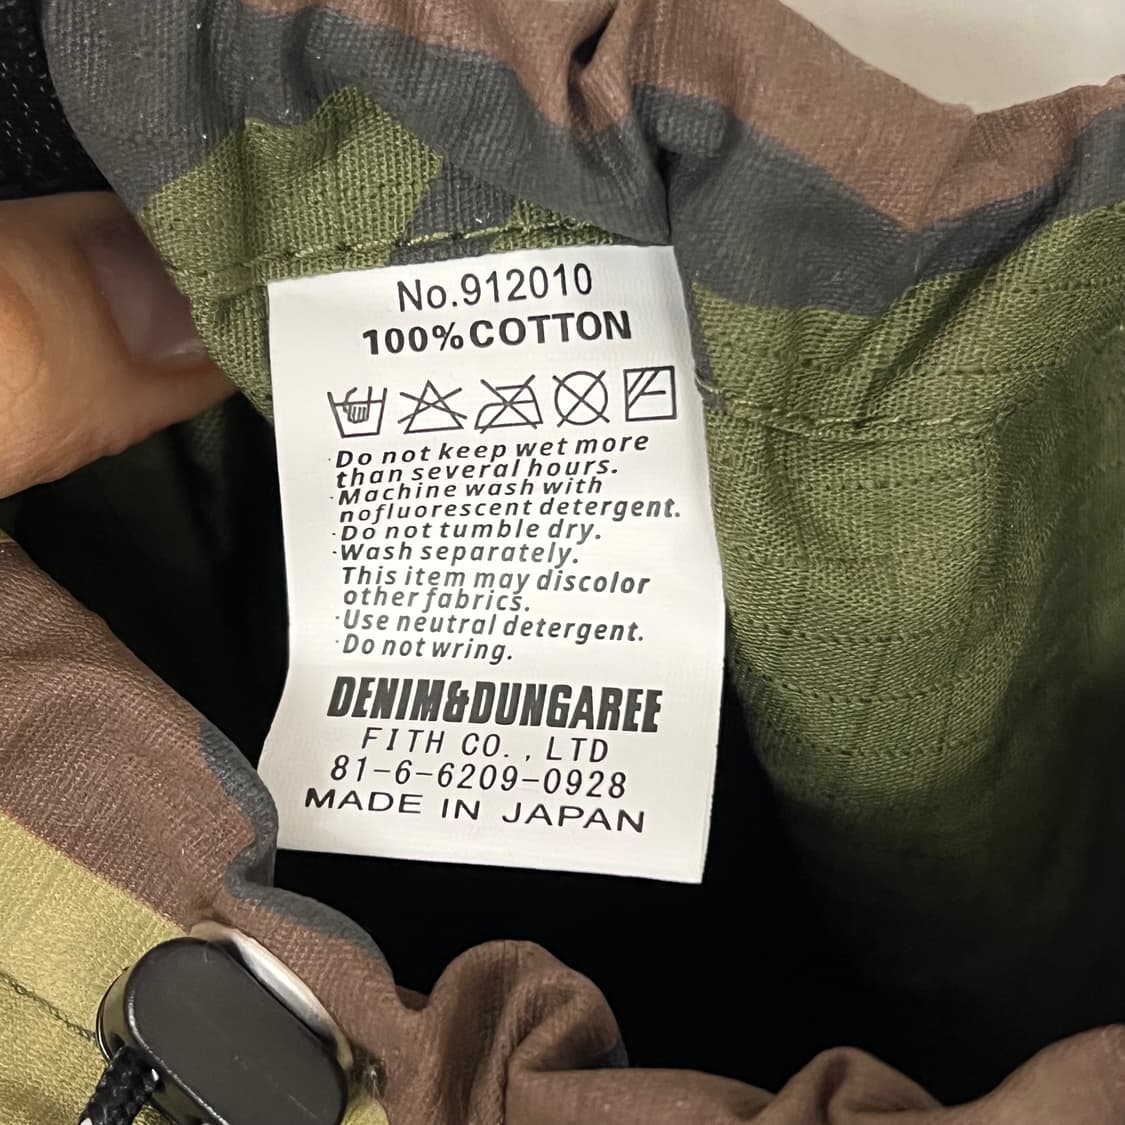 No.912010
100%COTTON
·Do not keep wet more
than several hours.
·Machine wash with
nofluorescent detergent.
·Do not tumble dry.
·Wash separately.
This item may discolor
other fabrics.
·Use neutral detergent.
·Do not wring.
DENIM&DUNGAREE
FITH CO.,LTD
81-6-6209-0928
MADE IN JAPAN